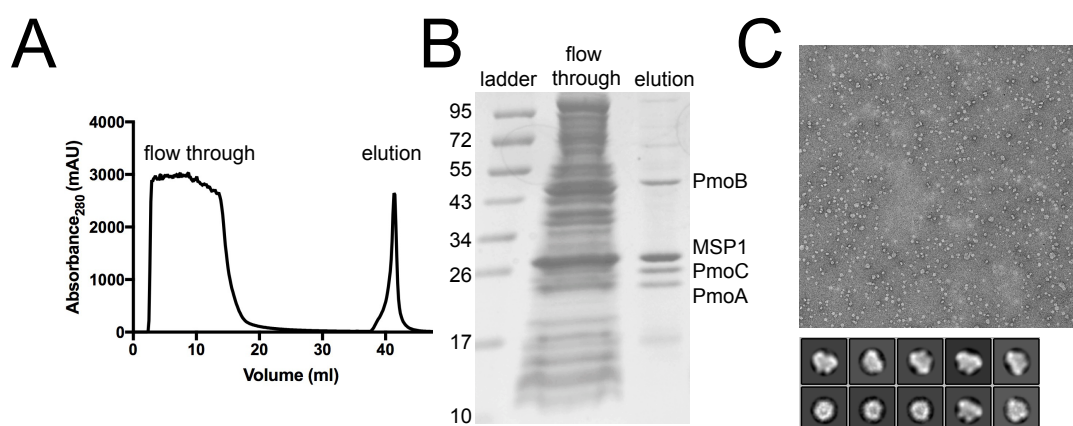 A
B
C
flow
through
ladder
elution
4000
3000
2000
1000
0
Absorbance280 (mAU)
flow through
elution
0
10
20
30
40
Volume (ml)
95
72
55
43
34
26
17
10
PmoB
MSP1
PmoC
PmoA